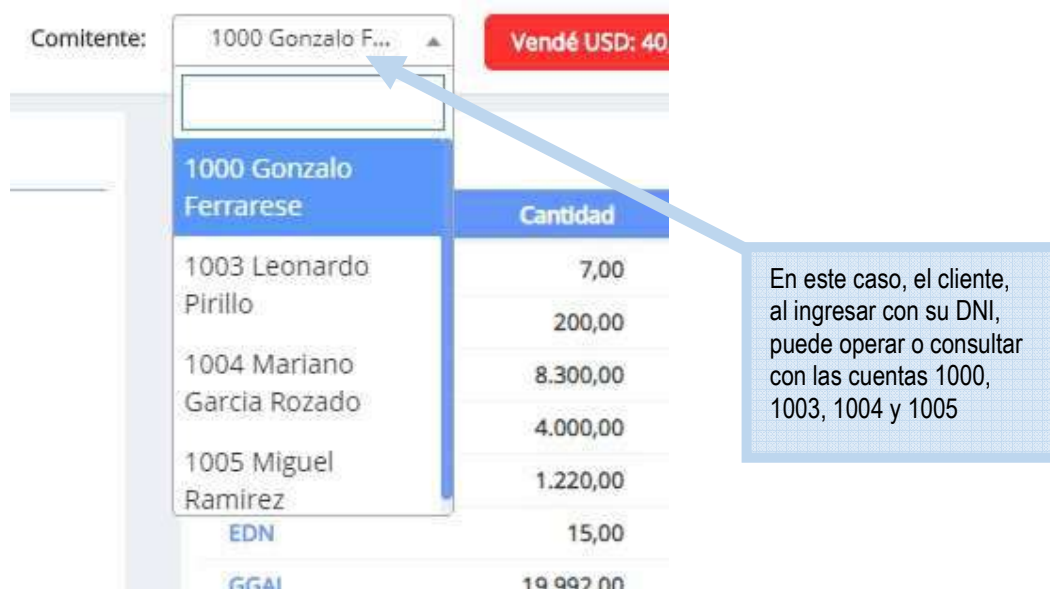 Comitente:
1000 Gonzalo F...
Vendé USD: 40
1000 Gonzalo
Ferrarese
1003 Leonardo
Pirillo
1004 Mariano
Garcia Rozado
1005 Miguel
Ramirez
Cantidad
7,00
200,00
8.300,00
4.000,00
1.220,00
EDN
15,00
GGAL
19.992,00
En este caso, el cliente,
al ingresar con su DNI,
puede operar o consultar
con las cuentas 1000,
1003, 1004 y 1005